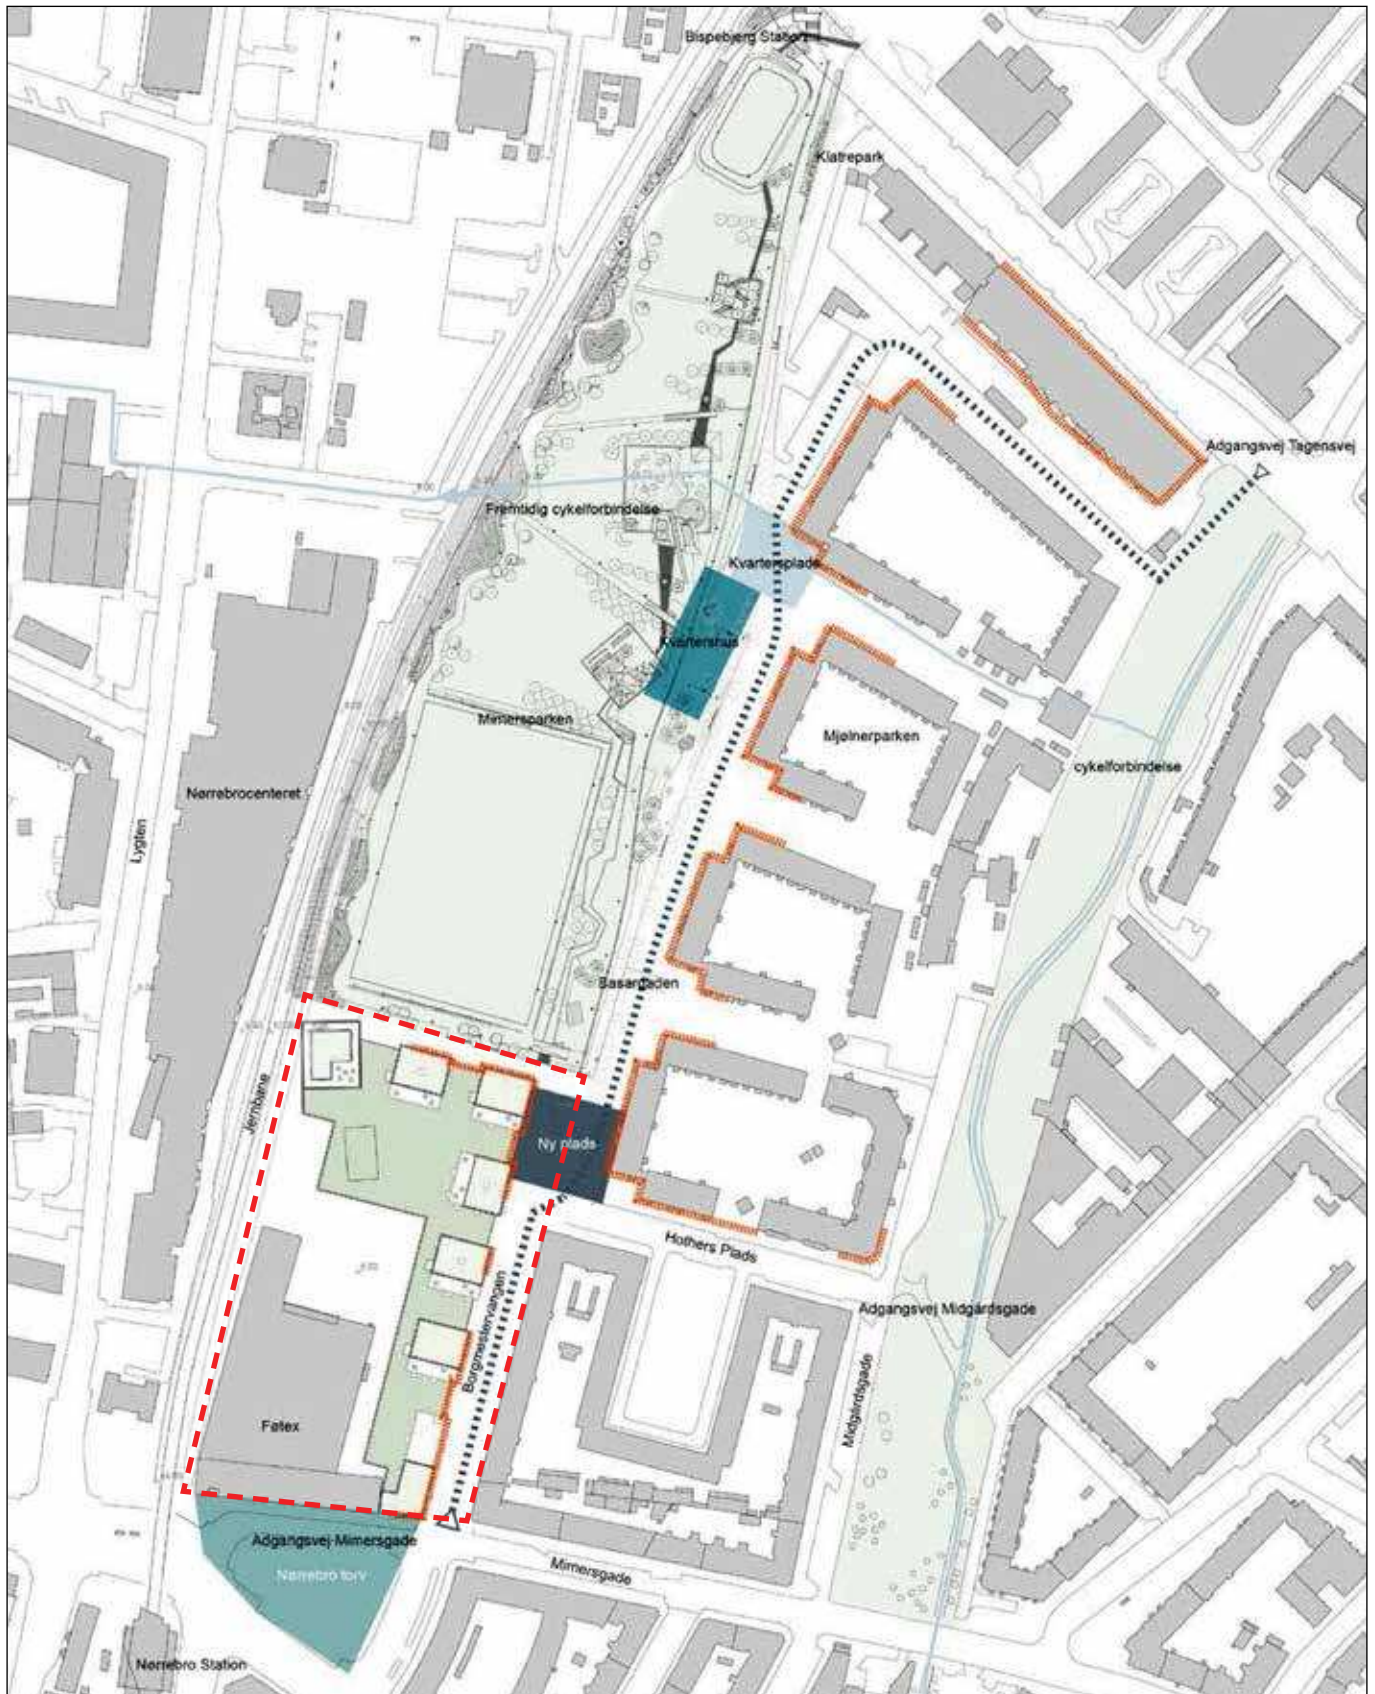 Bispebjerg Station
Klatrepark
Adgangsvej Tagensvej
Fremtidig cykelforbindelse
Kvartersplads
Kvartershus
Mimersparken
Mjølnerparken
cykelforbindelse
Nørrebrocenteret
Lygten
Basargaden
Jernbane
Ny plads
Hothers Plads
Borgmestervangen
Adgangsvej Midgårdsgade
Midgårdsgade
Føtex
Adgangsvej Mimersgade
Nørrebro torv
Mimersgade
Nørrebro Station